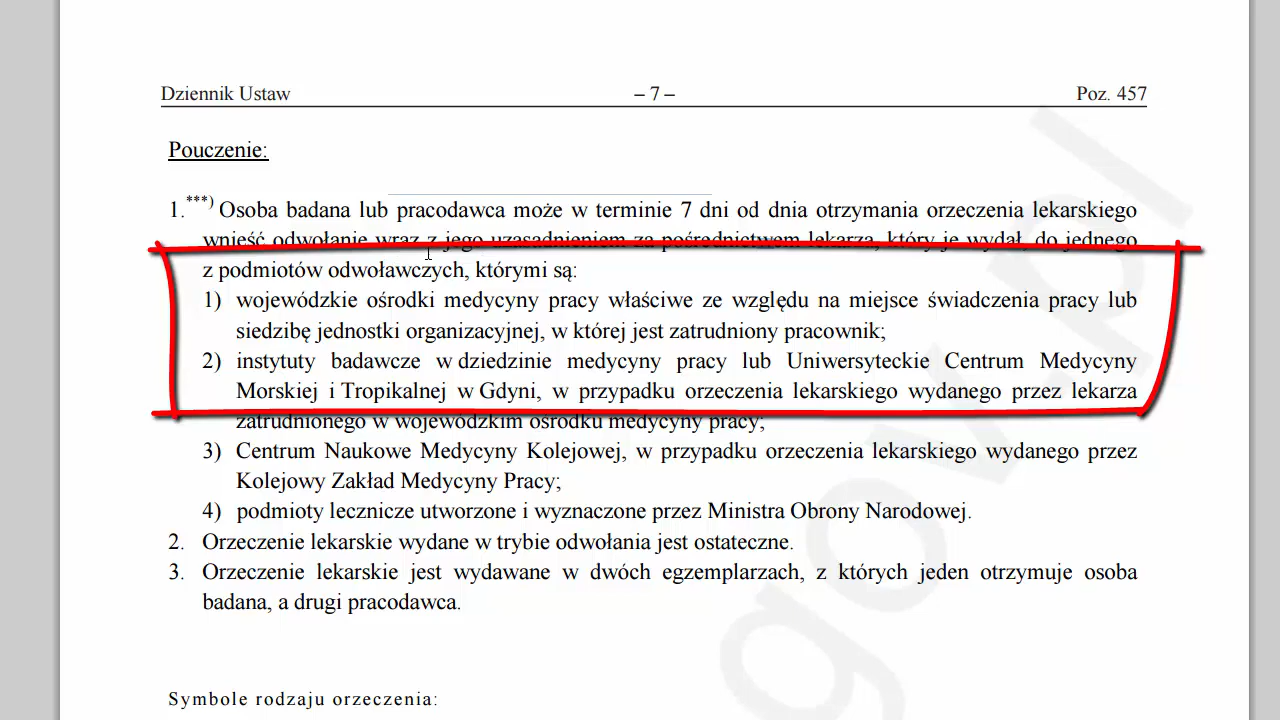 Dziennik Ustaw – 7 – Poz. 457
Pouczenie:
1.***) Osoba badana lub pracodawca może w terminie 7 dni od dnia otrzymania orzeczenia lekarskiego
wnieść odwołanie wraz z jego uzasadnieniem za pośrednictwem lekarza, który je wydał, do jednego
z podmiotów odwoławczych, którymi są:
1) wojewódzkie ośrodki medycyny pracy właściwe ze względu na miejsce świadczenia pracy lub
siedzibę jednostki organizacyjnej, w której jest zatrudniony pracownik;
2) instytuty badawcze w dziedzinie medycyny pracy lub Uniwersyteckie Centrum Medycyny
Morskiej i Tropikalnej w Gdyni, w przypadku orzeczenia lekarskiego wydanego przez lekarza
zatrudnionego w wojewódzkim ośrodku medycyny pracy;
3) Centrum Naukowe Medycyny Kolejowej, w przypadku orzeczenia lekarskiego wydanego przez
Kolejowy Zakład Medycyny Pracy;
4) podmioty lecznicze utworzone i wyznaczone przez Ministra Obrony Narodowej.
2. Orzeczenie lekarskie wydane w trybie odwołania jest ostateczne.
3. Orzeczenie lekarskie jest wydawane w dwóch egzemplarzach, z których jeden otrzymuje osoba
badana, a drugi pracodawca.
Symbole rodzaju orzeczenia:
gov.pl